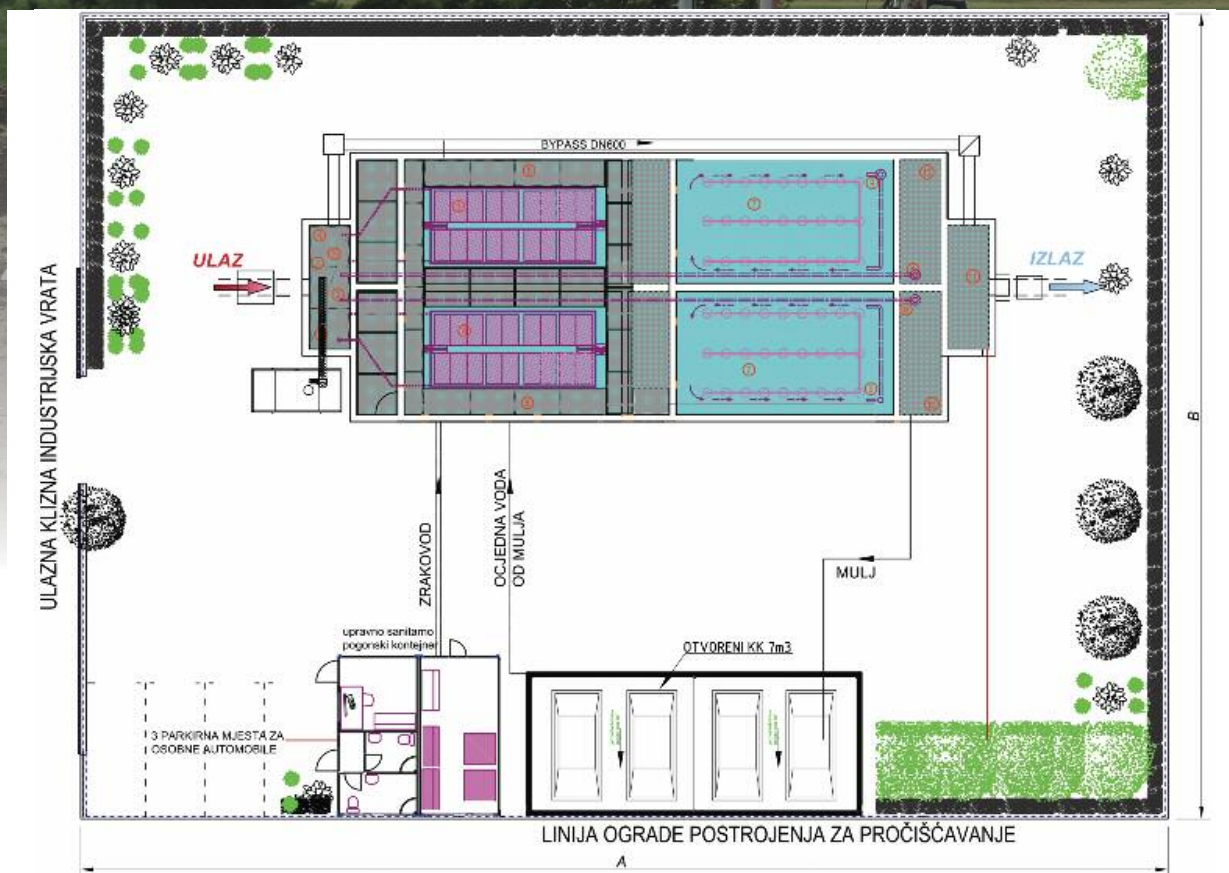 BYPASS DN600
ULAZ
IZLAZ
ULAZNA KLIZNA INDUSTRIJSKA VRATA
B
ZRAKOVOD
OCJEDNA VODA
OD MULJA
MULJ
upravno sanitarno
pogonski kontejner
OTVORENI KK 7m3
3 PARKIRNA MJESTA ZA
OSOBNE AUTOMOBILE
LINIJA OGRADE POSTROJENJA ZA PROČIŠĆAVANJE
A